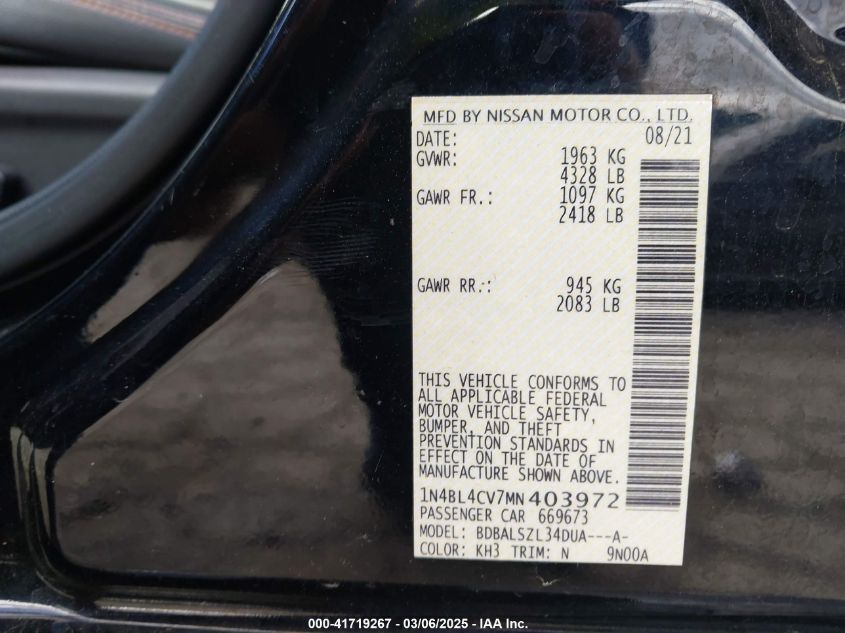 MFD BY NISSAN MOTOR CO., LTD.
DATE: 08/21
GVWR: 1963 KG
4328 LB
GAWR FR.: 1097 KG
2418 LB
GAWR RR.: 945 KG
2083 LB
THIS VEHICLE CONFORMS TO
ALL APPLICABLE FEDERAL
MOTOR VEHICLE SAFETY,
BUMPER, AND THEFT
PREVENTION STANDARDS IN
EFFECT ON THE DATE OF
MANUFACTURE SHOWN ABOVE.
1N4BL4CV7MN403972
PASSENGER CAR 669673
MODEL: BDBALSZL34DUA---A-
COLOR: KH3 TRIM: N 9N00A
000-41719267 - 03/06/2025 - IAA Inc.